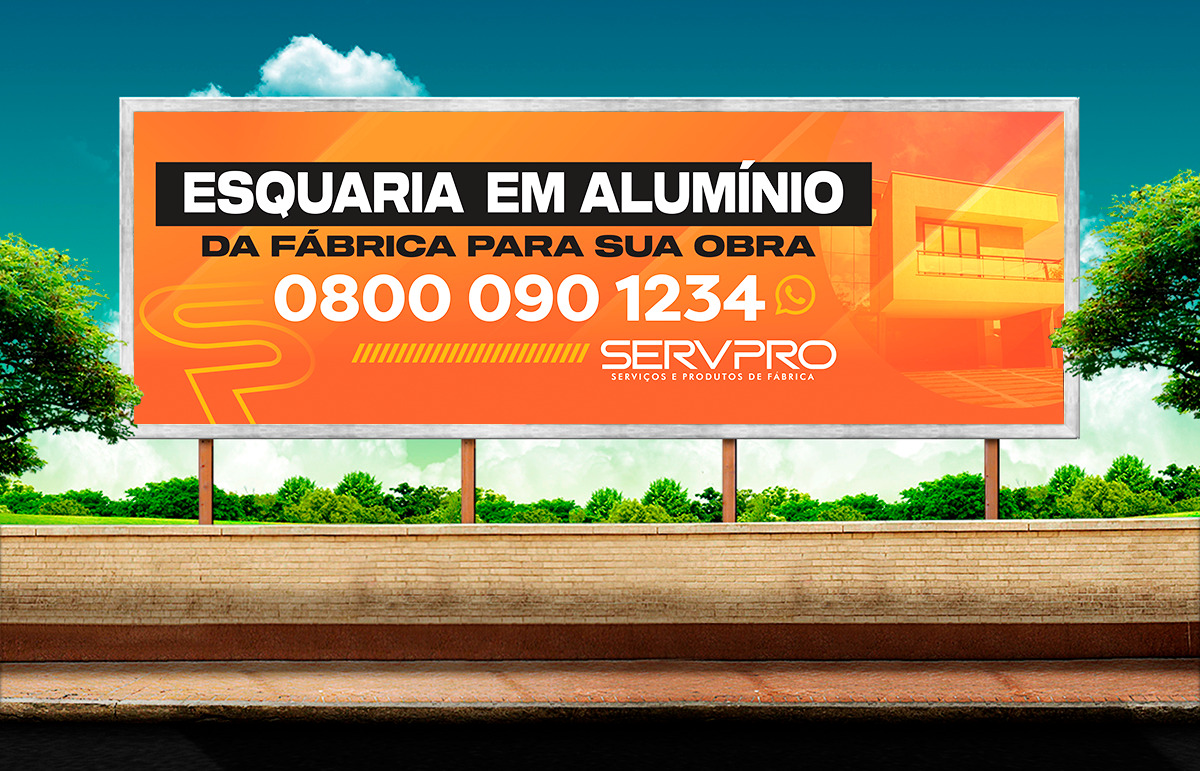 ESQUARIA EM ALUMÍNIO
DA FÁBRICA PARA SUA OBRA
0800 090 1234
SERVPRO
SERVIÇOS E PRODUTOS DE FÁBRICA